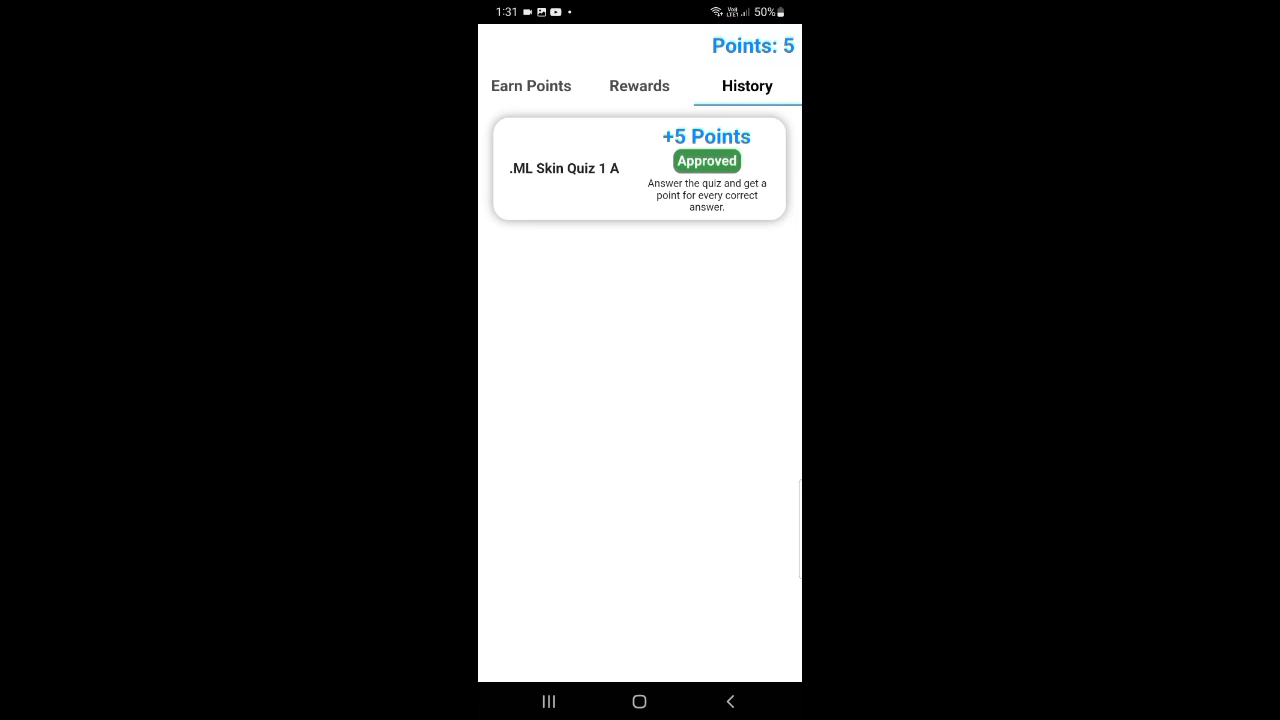 1:31
50%
Points: 5
Earn Points Rewards History
+5 Points
Approved
.ML Skin Quiz 1 A
Answer the quiz and get a
point for every correct
answer.